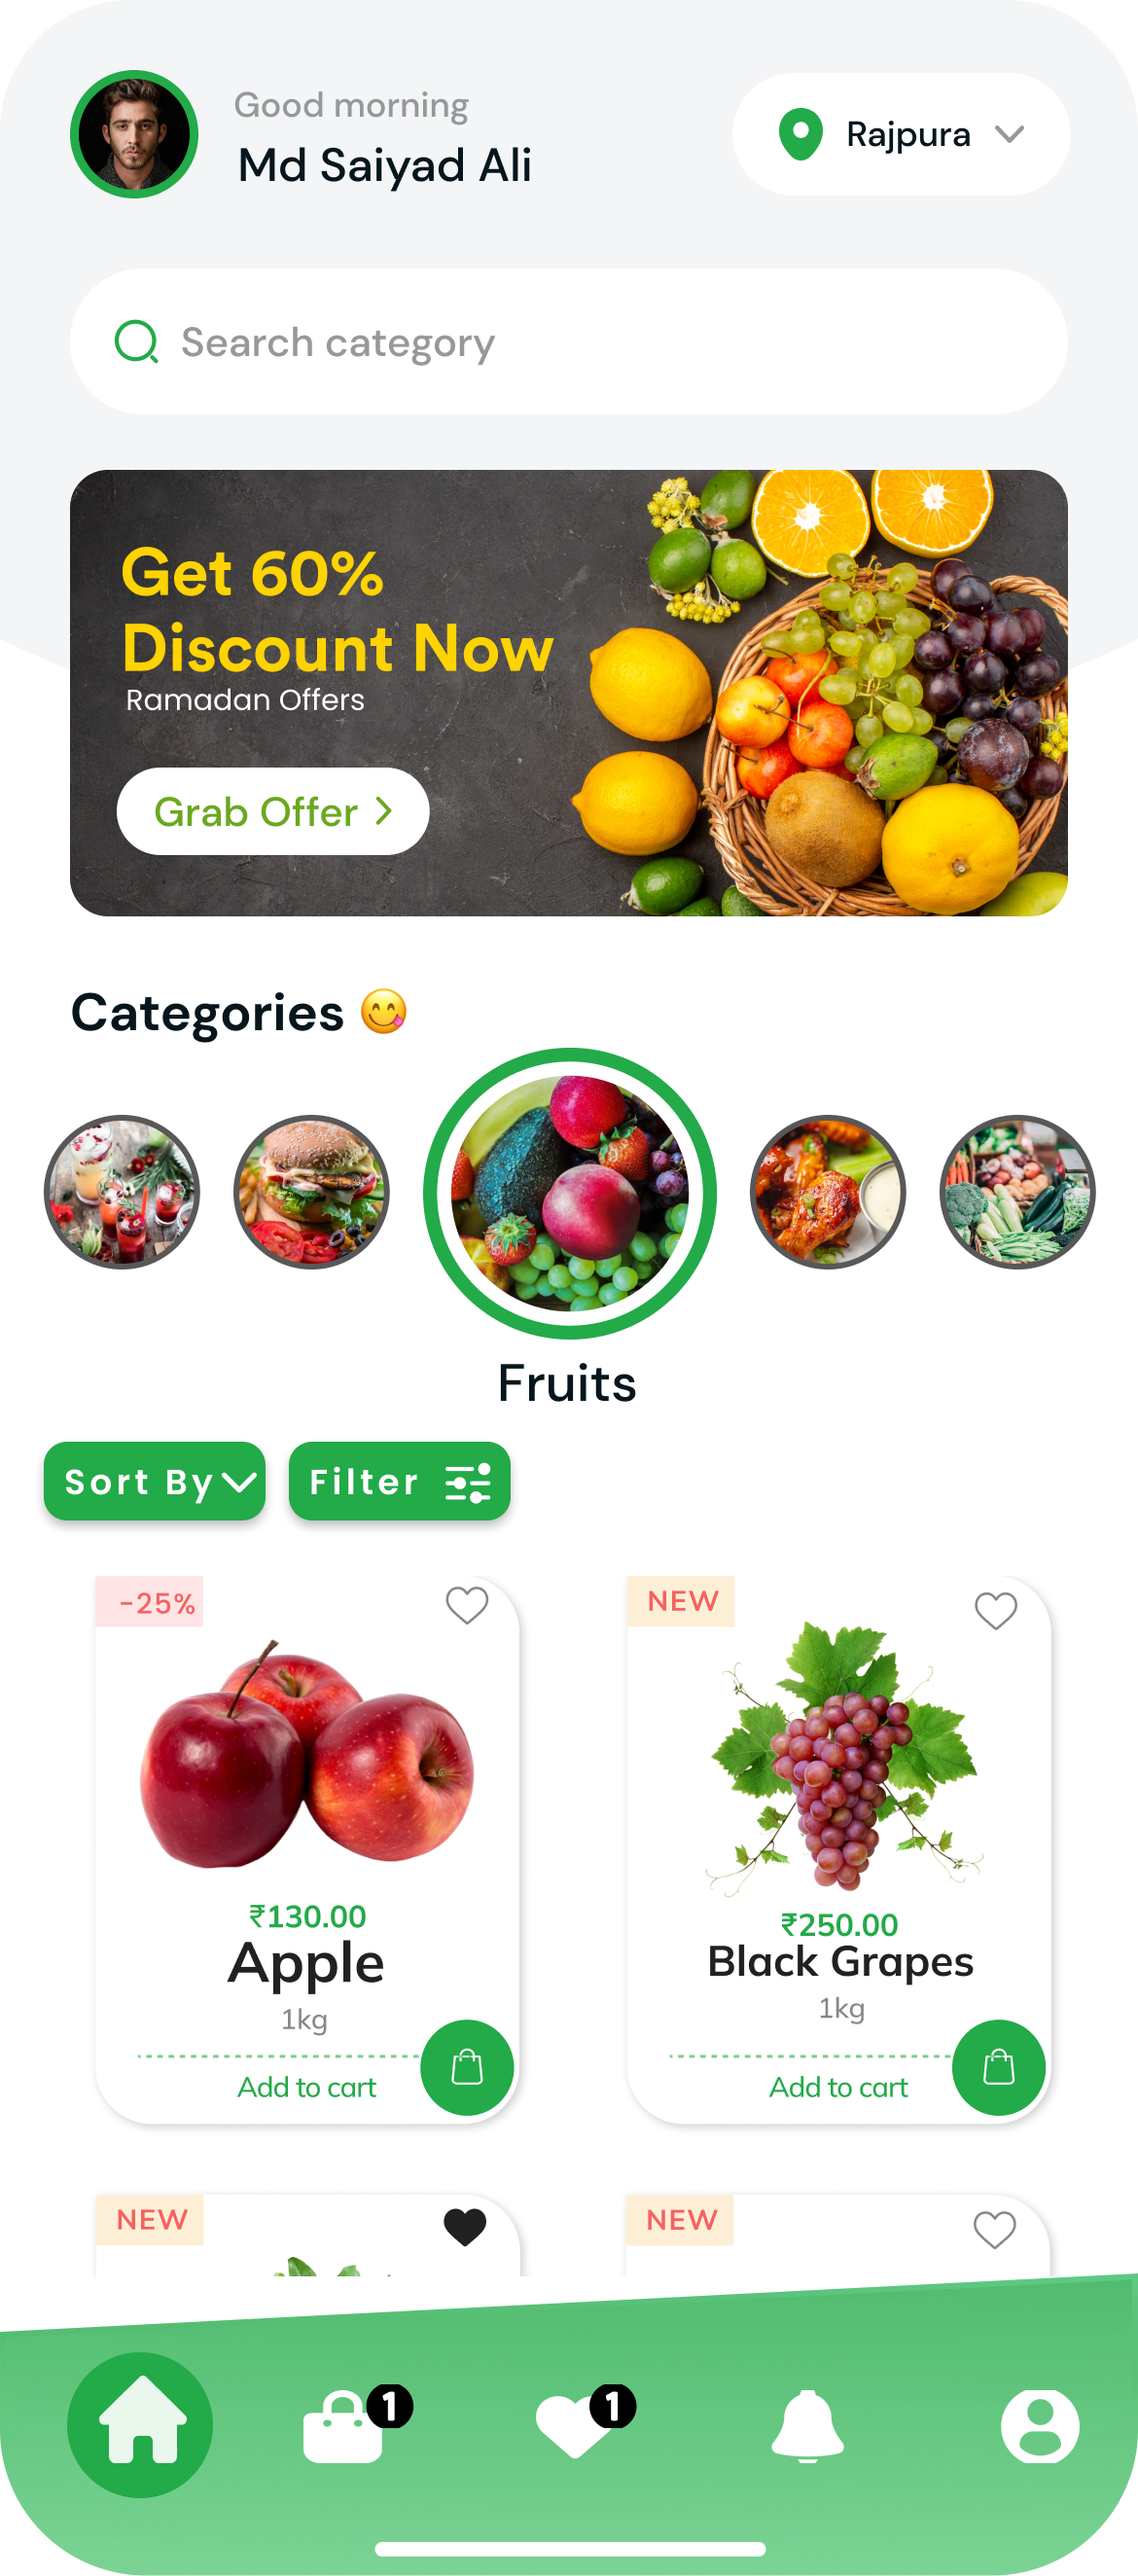 Good morning
Md Saiyad Ali
Rajpura
Search category
Get 60%
Discount Now
Ramadan Offers
Grab Offer
Categories 😋
Fruits
Sort By
Filter
-25%
₹130.00
Apple
1kg
Add to cart
NEW
₹250.00
Black Grapes
1kg
Add to cart
NEW
NEW
1
1